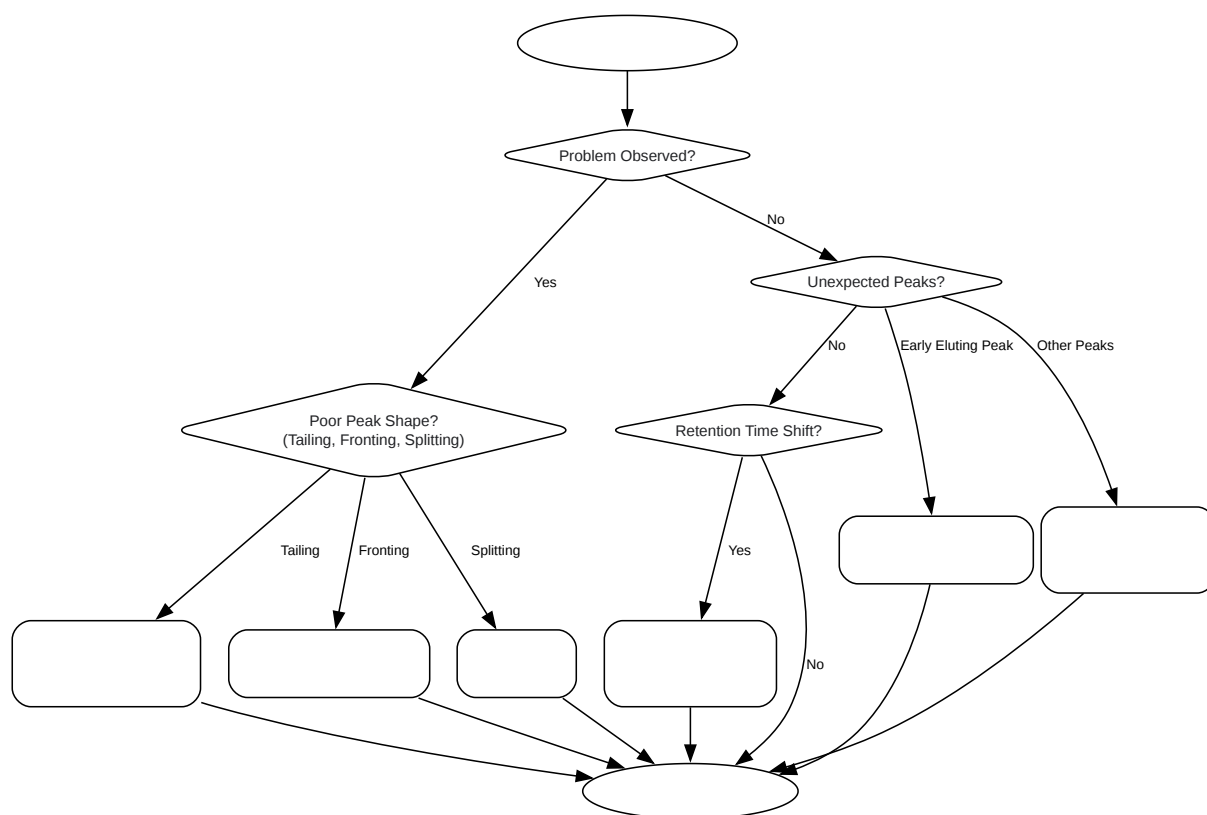 Problem Observed?
No
Yes
Unexpected Peaks?
No
Early Eluting Peak
Other Peaks
Poor Peak Shape?
(Tailing, Fronting, Splitting)
Retention Time Shift?
Tailing
Fronting
Splitting
Yes
No